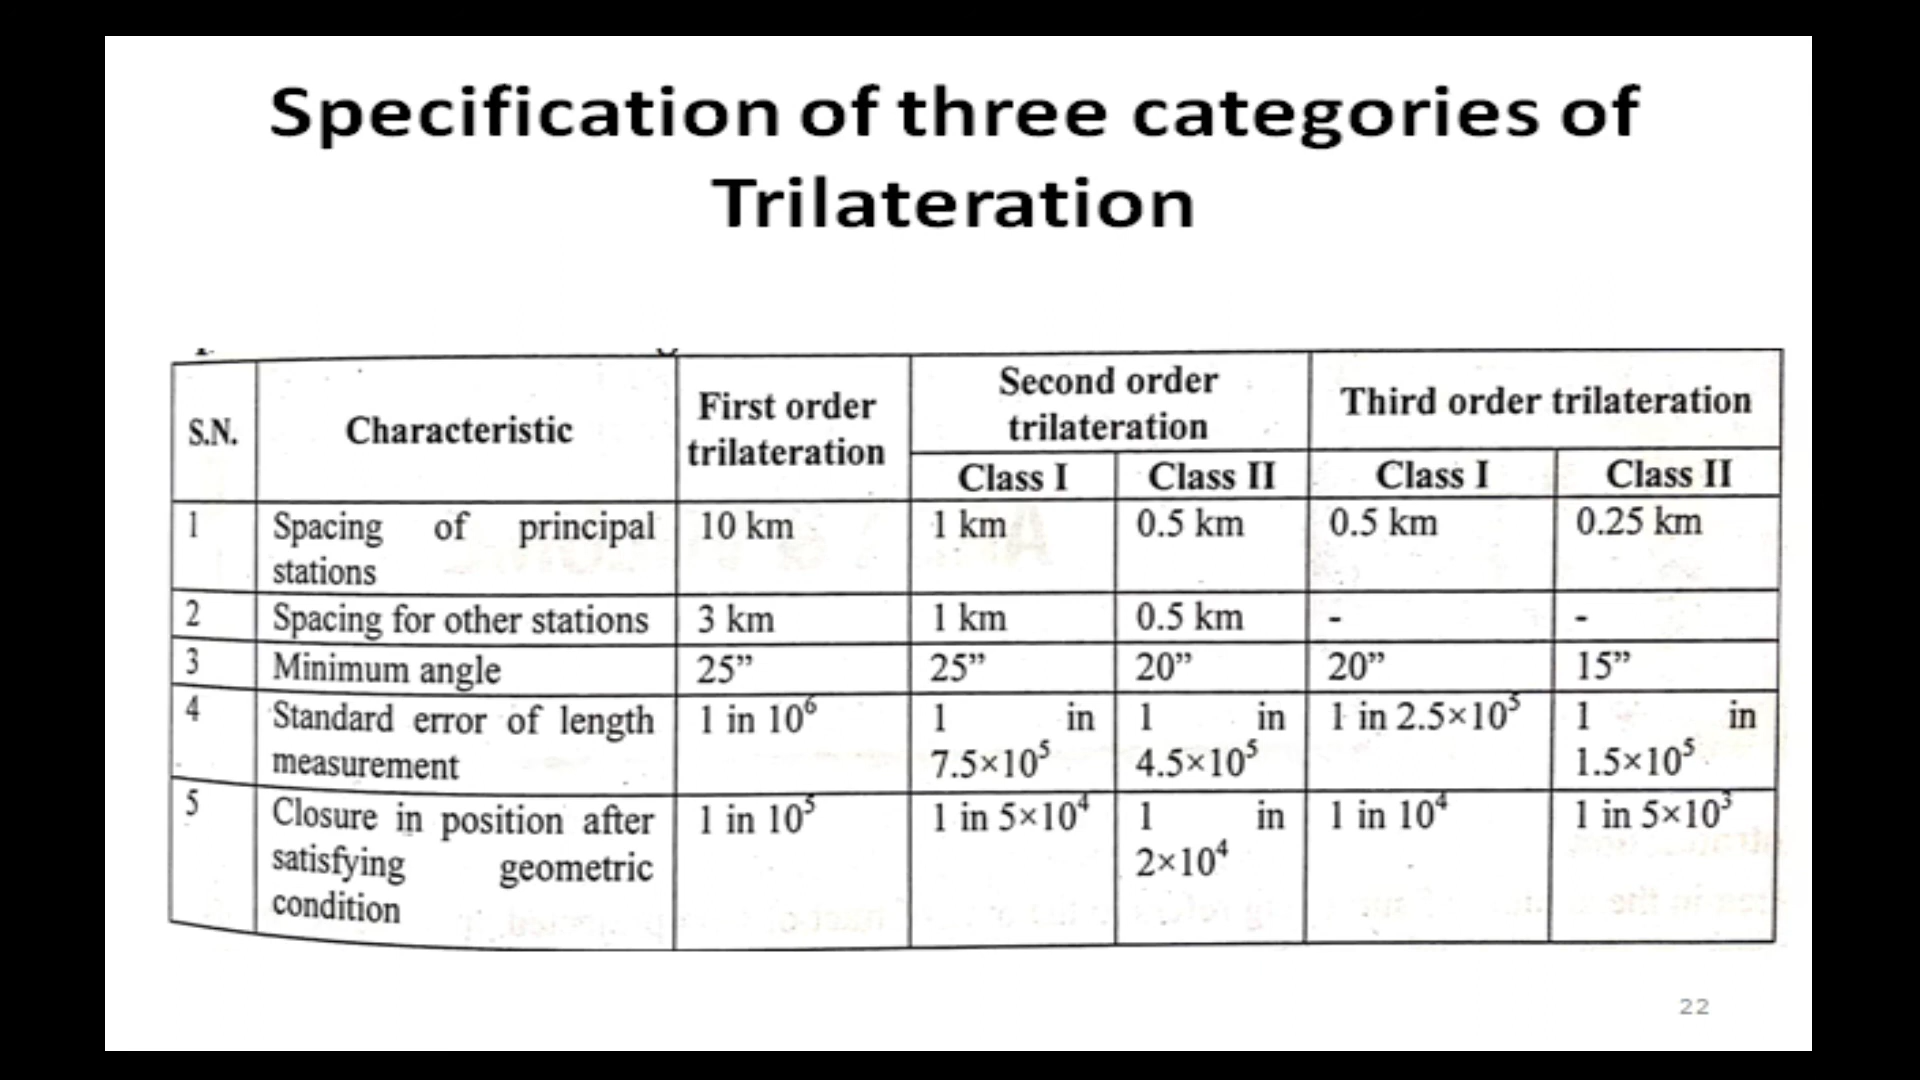 Specification of three categories of
Trilateration
S.N. Characteristic First order trilateration Second order trilateration Third order trilateration
Class I Class II Class I Class II
1 Spacing of principal stations 10 km 1 km 0.5 km 0.5 km 0.25 km
2 Spacing for other stations 3 km 1 km 0.5 km - -
3 Minimum angle 25” 25” 20” 20” 15”
4 Standard error of length measurement 1 in 10⁶ 1 in 7.5×10⁵ 1 in 4.5×10⁵ 1 in 2.5×10⁵ 1 in 1.5×10⁵
5 Closure in position after satisfying geometric condition 1 in 10⁵ 1 in 5×10⁴ 1 in 2×10⁴ 1 in 10⁴ 1 in 5×10³
22